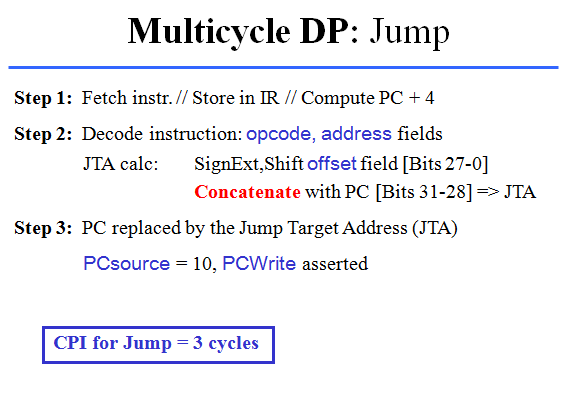 Multicycle DP: Jump
Step 1: Fetch instr. // Store in IR // Compute PC + 4
Step 2: Decode instruction: opcode, address fields
JTA calc: SignExt,Shift offset field [Bits 27-0]
Concatenate with PC [Bits 31-28] => JTA
Step 3: PC replaced by the Jump Target Address (JTA)
PCsource = 10, PCWrite asserted
CPI for Jump = 3 cycles